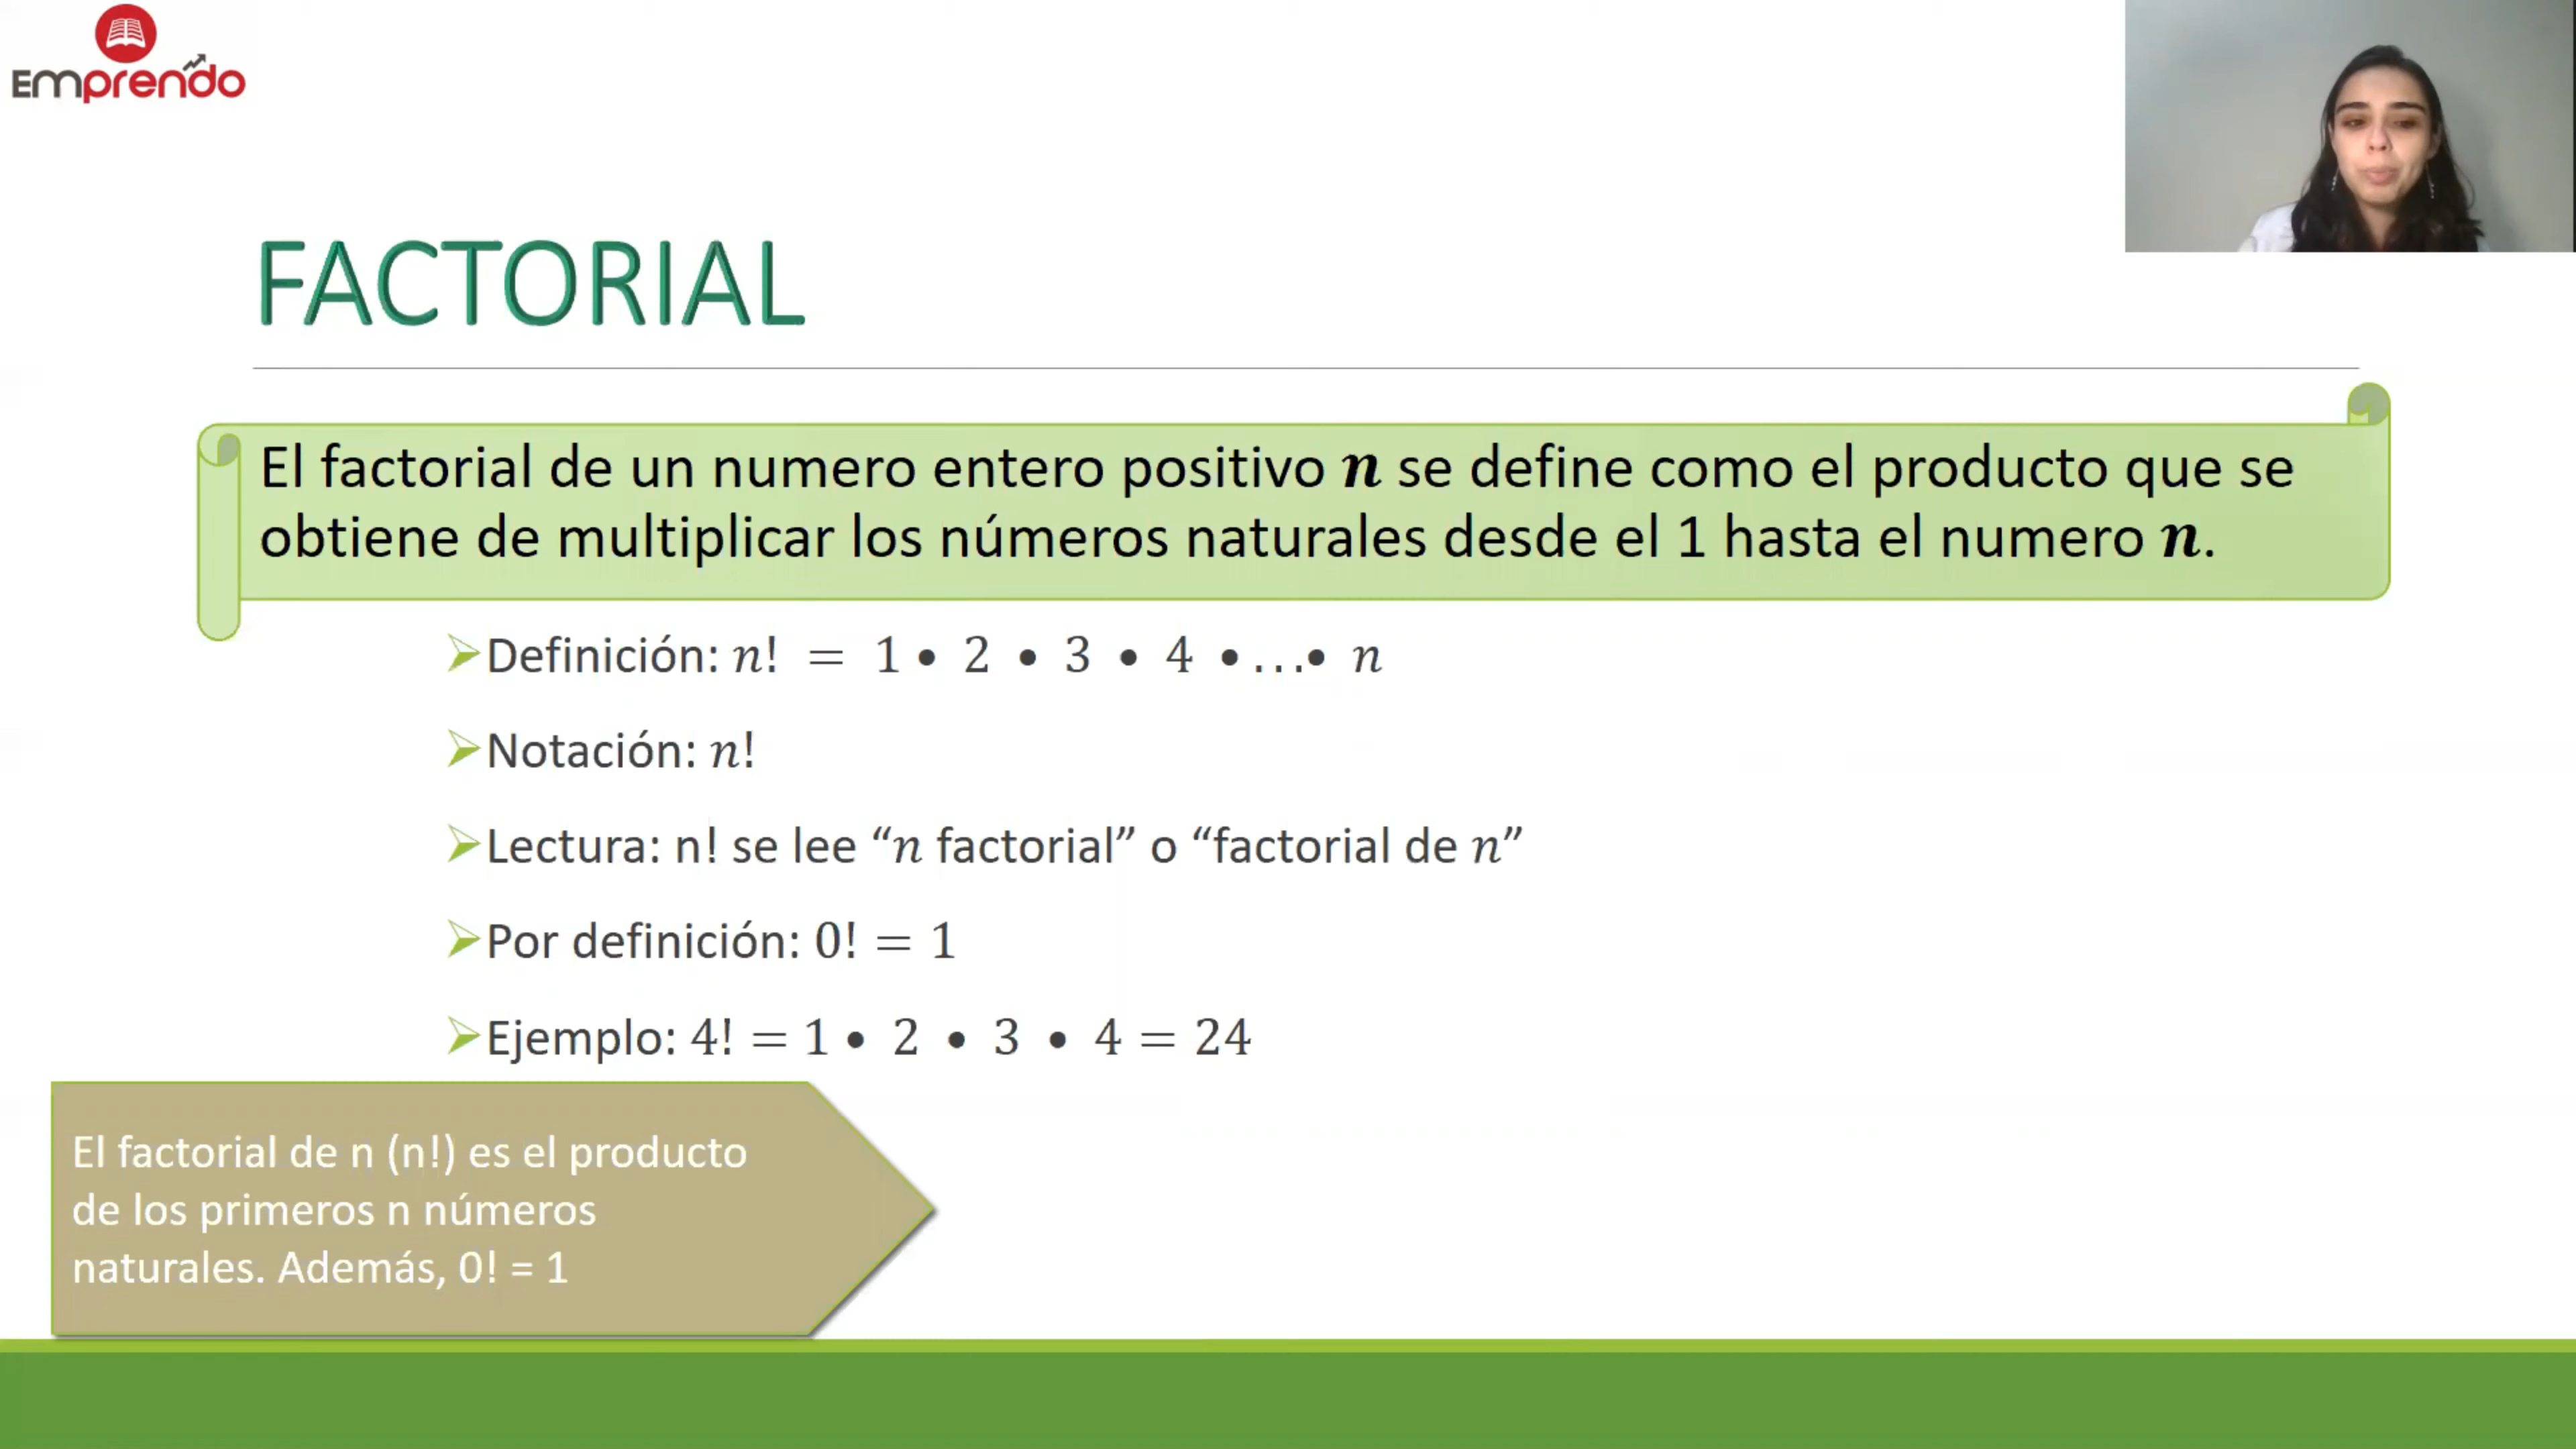 Emprendo
FACTORIAL
El factorial de un numero entero positivo n se define como el producto que se
obtiene de multiplicar los números naturales desde el 1 hasta el numero n.
Definición: n! = 1 • 2 • 3 • 4 •...• n
Notación: n!
Lectura: n! se lee “n factorial” o “factorial de n”
Por definición: 0! = 1
Ejemplo: 4! = 1 • 2 • 3 • 4 = 24
El factorial de n (n!) es el producto
de los primeros n números
naturales. Además, 0! = 1